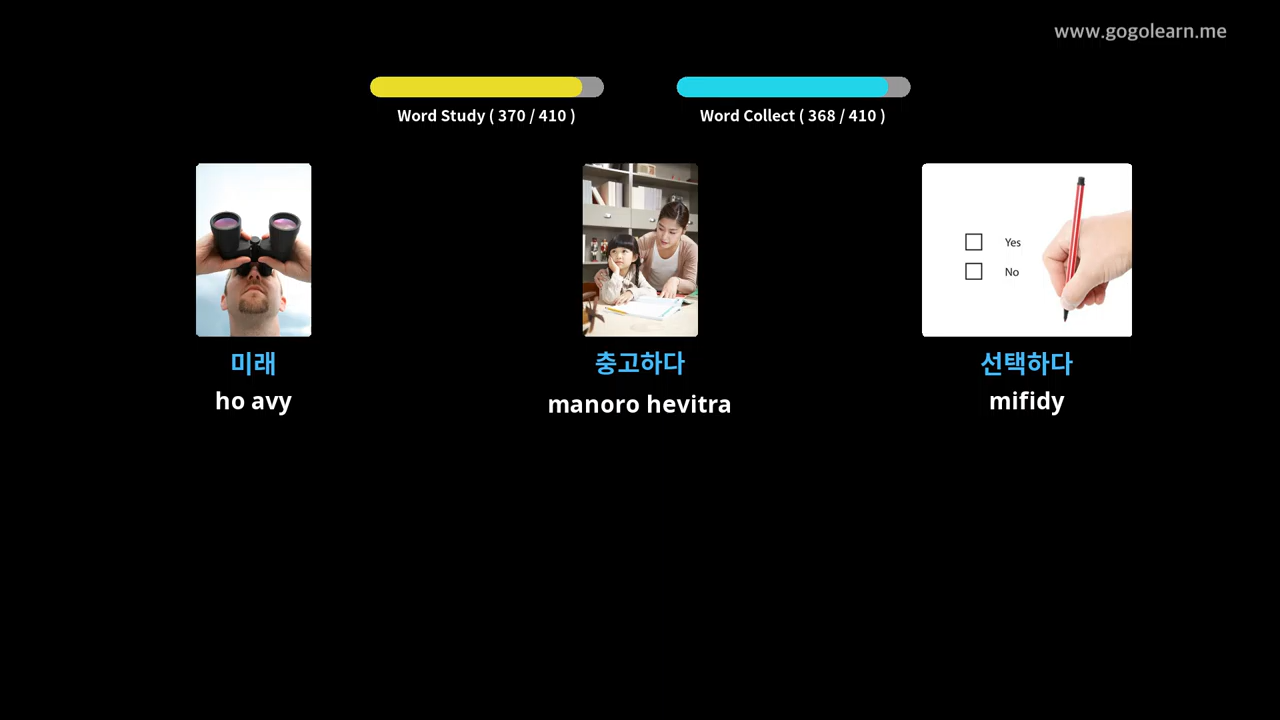 www.gogolearn.me
Word Study ( 370 / 410 )
Word Collect ( 368 / 410 )
Yes
No
미래
충고하다
선택하다
ho avy
manoro hevitra
mifidy